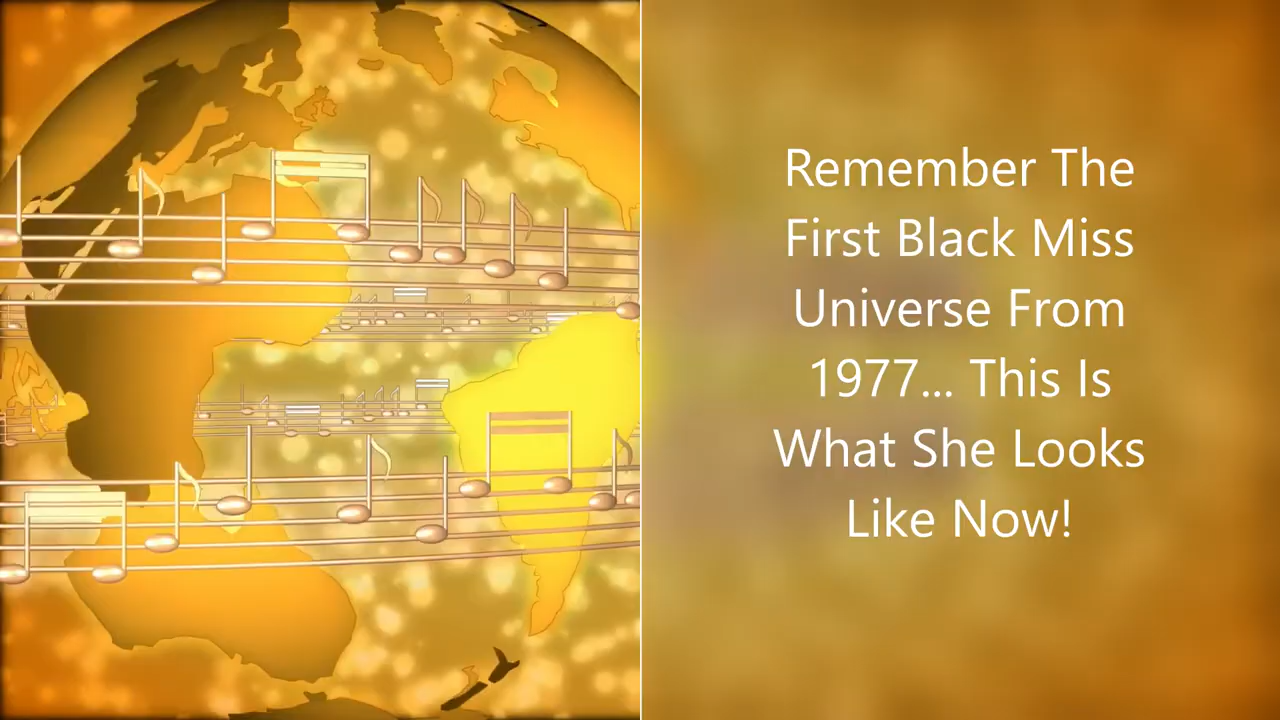 Remember The
First Black Miss
Universe From
1977... This Is
What She Looks
Like Now!